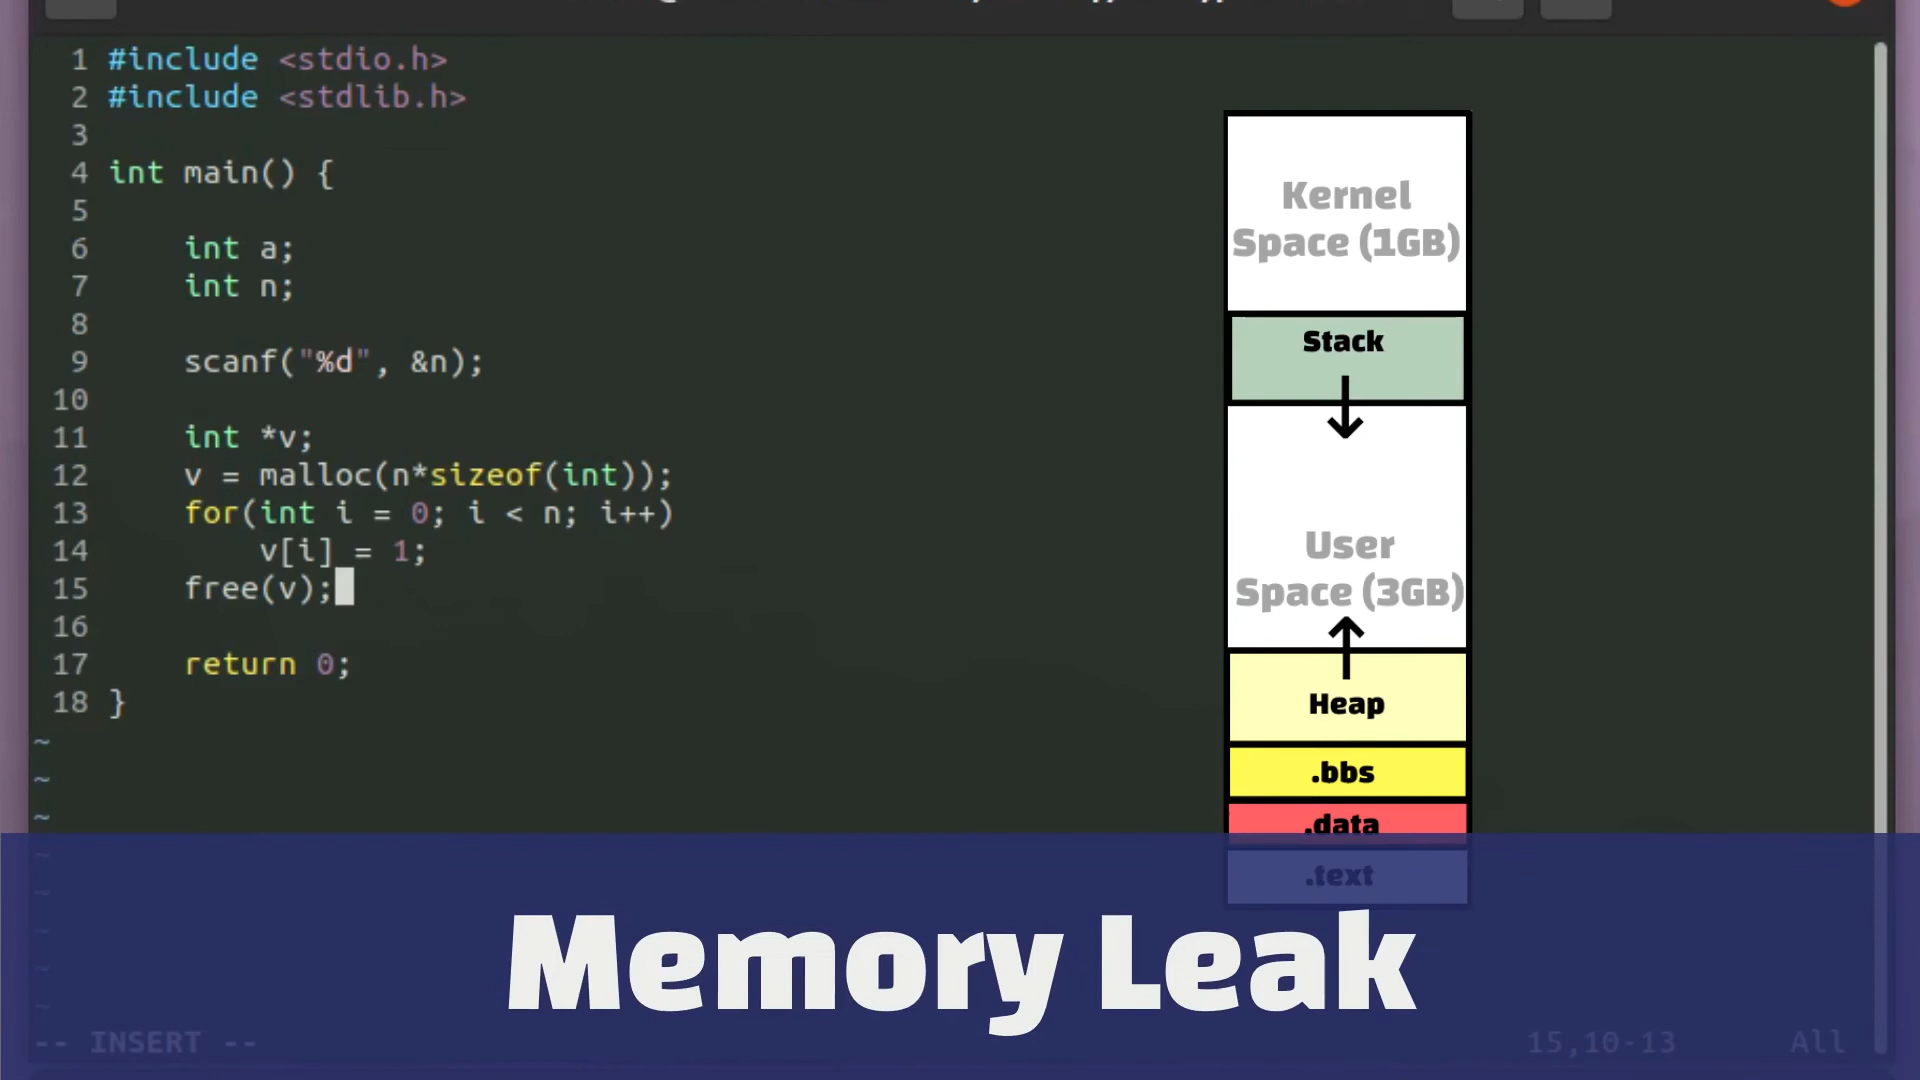 1 #include <stdio.h>
2 #include <stdlib.h>
3
4 int main() {
5
6     int a;
7     int n;
8
9     scanf("%d", &n);
10
11     int *v;
12     v = malloc(n*sizeof(int));
13     for(int i = 0; i < n; i++)
14         v[i] = 1;
15     free(v);
16
17     return 0;
18 }
~
~
~
~
~
~
~
~
-- INSERT --
15,10-13
All
Kernel
Space (1GB)
Stack
User
Space (3GB)
Heap
.bbs
.data
.text
Memory Leak